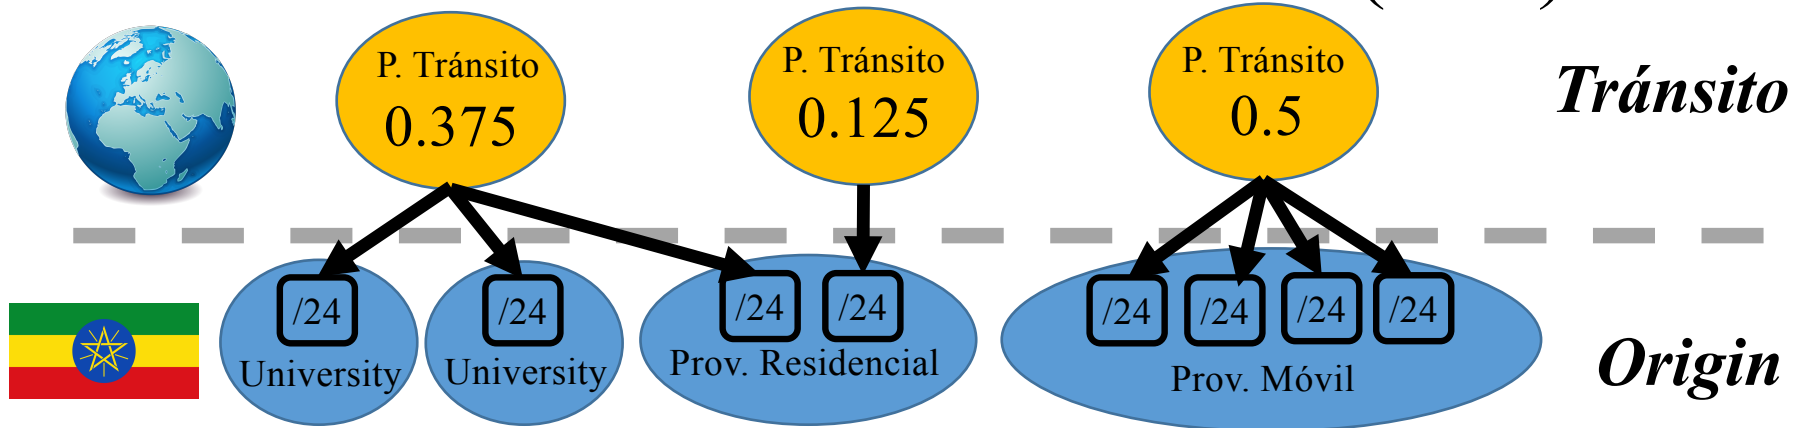 P. Tránsito
0.375
P. Tránsito
0.125
P. Tránsito
0.5
Tránsito
/24
University
/24
University
/24 /24
Prov. Residencial
/24 /24 /24 /24
Prov. Móvil
Origin